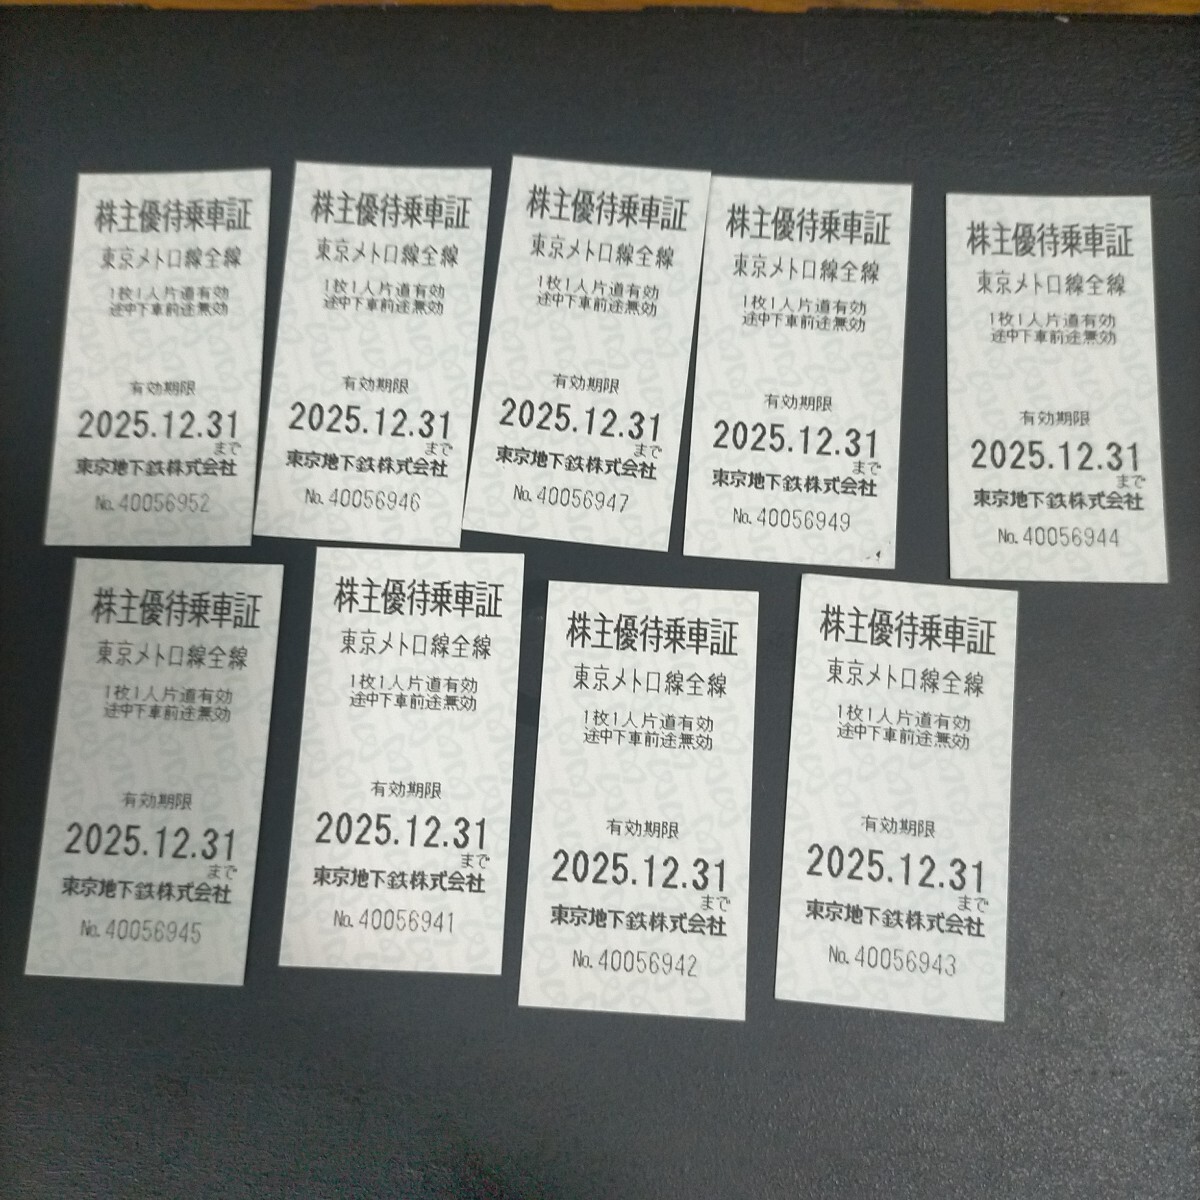 株主優待乗車証
東京メトロ線全線
1枚1人片道有効
途中下車前途無効
有効期限
2025.12.31
まで
東京地下鉄株式会社
No.40056952
株主優待乗車証
東京メトロ線全線
1枚1人片道有効
途中下車前途無効
有効期限
2025.12.31
まで
東京地下鉄株式会社
No.40056946
株主優待乗車証
東京メトロ線全線
1枚1人片道有効
途中下車前途無効
有効期限
2025.12.31
まで
東京地下鉄株式会社
No.40056947
株主優待乗車証
東京メトロ線全線
1枚1人片道有効
途中下車前途無効
有効期限
2025.12.31
まで
東京地下鉄株式会社
No.40056949
株主優待乗車証
東京メトロ線全線
1枚1人片道有効
途中下車前途無効
有効期限
2025.12.31
まで
東京地下鉄株式会社
No.40056944
株主優待乗車証
東京メトロ線全線
1枚1人片道有効
途中下車前途無効
有効期限
2025.12.31
まで
東京地下鉄株式会社
No.40056945
株主優待乗車証
東京メトロ線全線
1枚1人片道有効
途中下車前途無効
有効期限
2025.12.31
まで
東京地下鉄株式会社
No.40056941
株主優待乗車証
東京メトロ線全線
1枚1人片道有効
途中下車前途無効
有効期限
2025.12.31
まで
東京地下鉄株式会社
No.40056942
株主優待乗車証
東京メトロ線全線
1枚1人片道有効
途中下車前途無効
有効期限
2025.12.31
まで
東京地下鉄株式会社
No.40056943